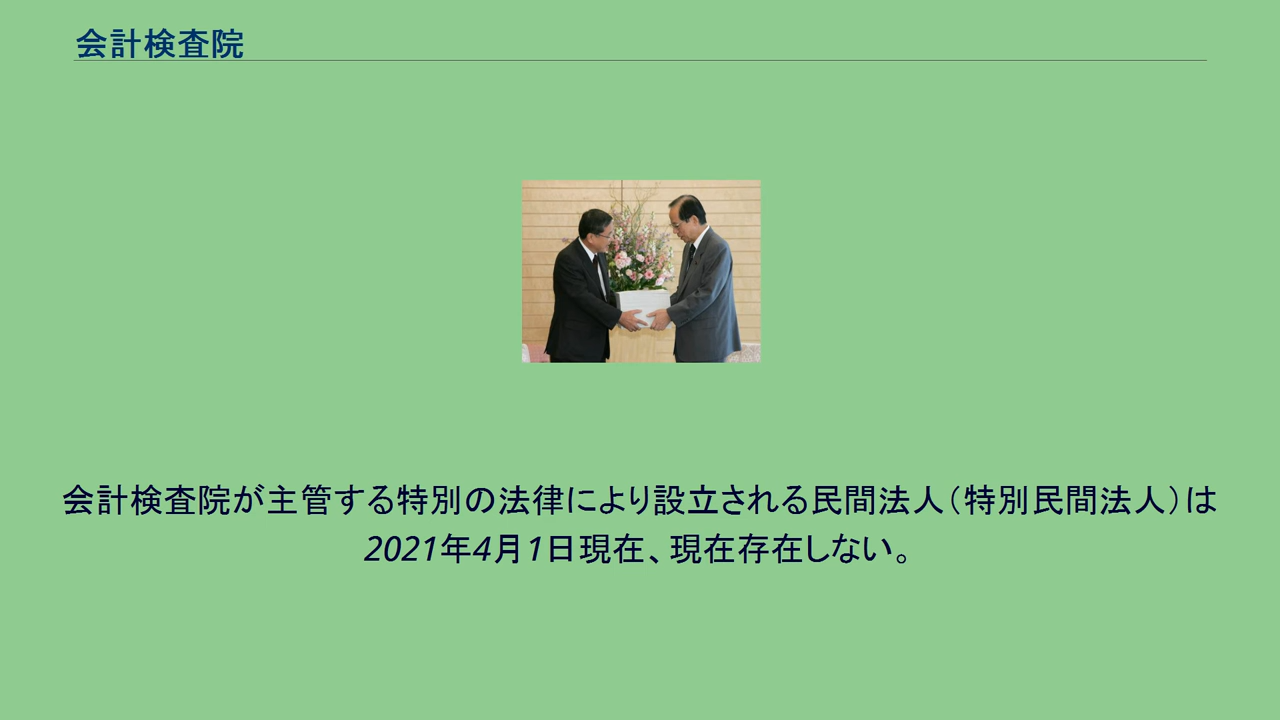 会計検査院
会計検査院が主管する特別の法律により設立される民間法人（特別民間法人）は
2021年4月1日現在、現在存在しない。